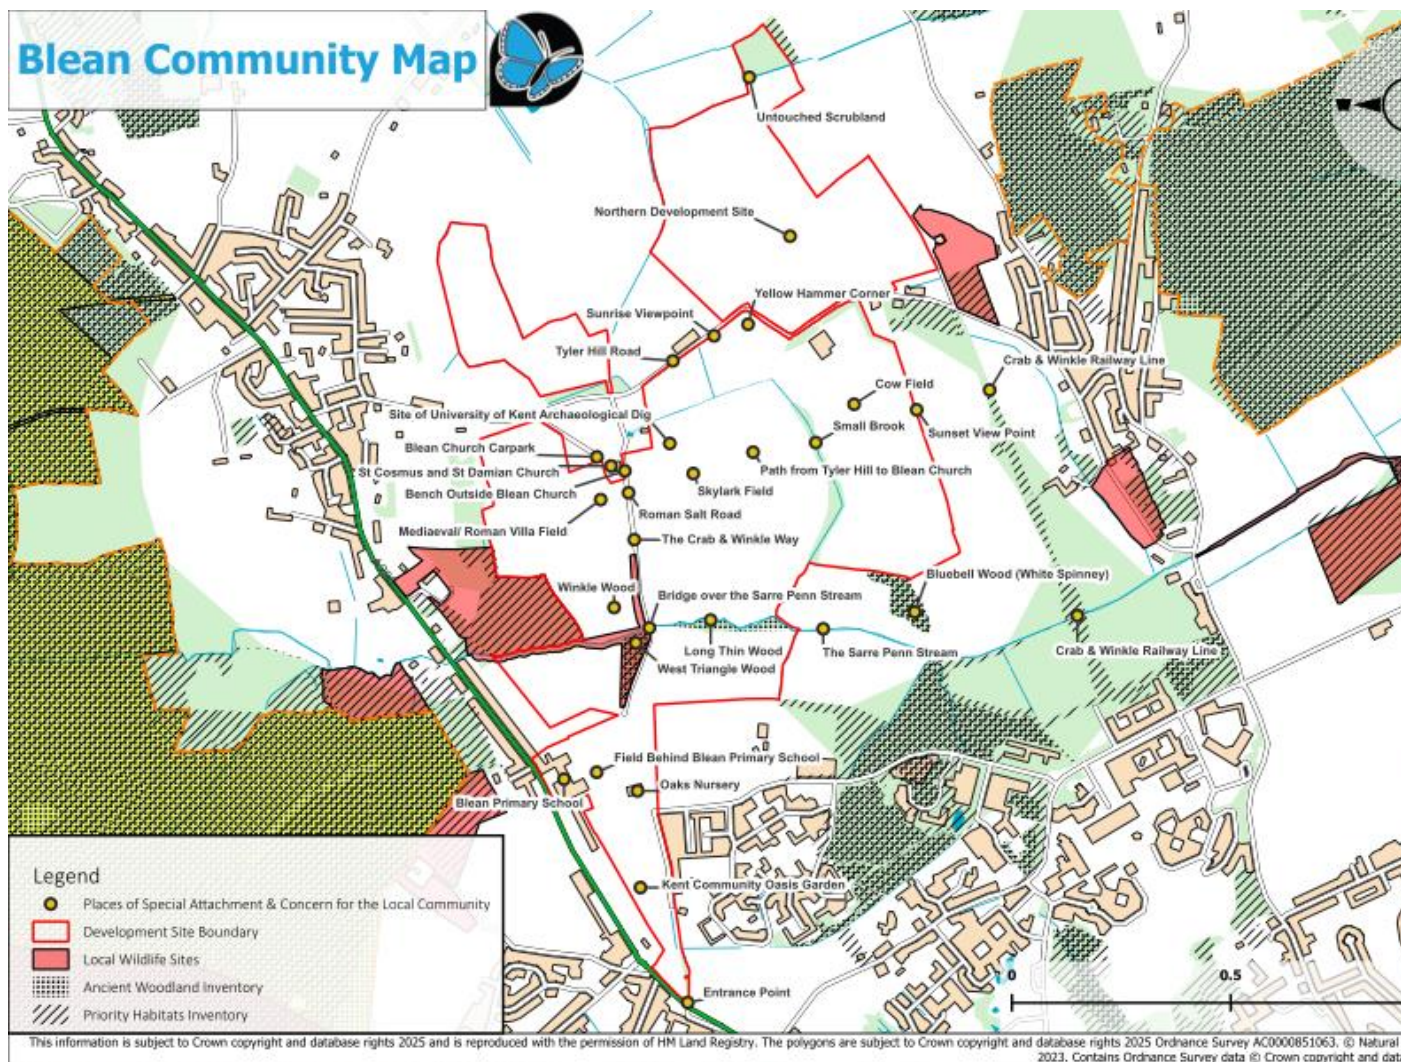 Blean Community Map
Untouched Scrubland
Northern Development Site
Yellow Hammer Corner
Sunrise Viewpoint
Tyler Hill Road
Crab & Winkle Railway Line
Cow Field
Site of University of Kent Archaeological Dig
Small Brook
Sunset View Point
Blean Church Carpark
St Cosmus and St Damian Church
Path from Tyler Hill to Blean Church
Bench Outside Blean Church
Skylark Field
Roman Salt Road
Mediaeval/ Roman Villa Field
The Crab & Winkle Way
Bluebell Wood (White Spinney)
Winkle Wood
Bridge over the Sarre Penn Stream
Long Thin Wood
The Sarre Penn Stream
Crab & Winkle Railway Line
West Triangle Wood
Field Behind Blean Primary School
Oaks Nursery
Blean Primary School
Kent Community Oasis Garden
Entrance Point
Legend
Places of Special Attachment & Concern for the Local Community
Development Site Boundary
Local Wildlife Sites
Ancient Woodland Inventory
Priority Habitats Inventory
0 0.5
This information is subject to Crown copyright and database rights 2025 and is reproduced with the permission of HM Land Registry. The polygons are subject to Crown copyright and database rights 2025 Ordnance Survey AC0000851063. © Natural
2023. Contains Ordnance Survey data © Crown copyright and dat